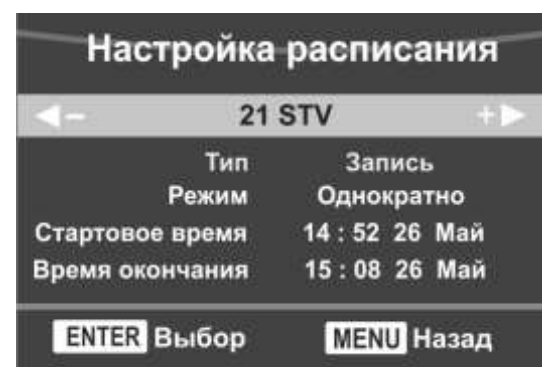 Настройка расписания
21 STV
Тип Запись
Режим Однократно
Стартовое время 14 : 52 26 Май
Время окончания 15 : 08 26 Май
ENTER Выбор MENU Назад